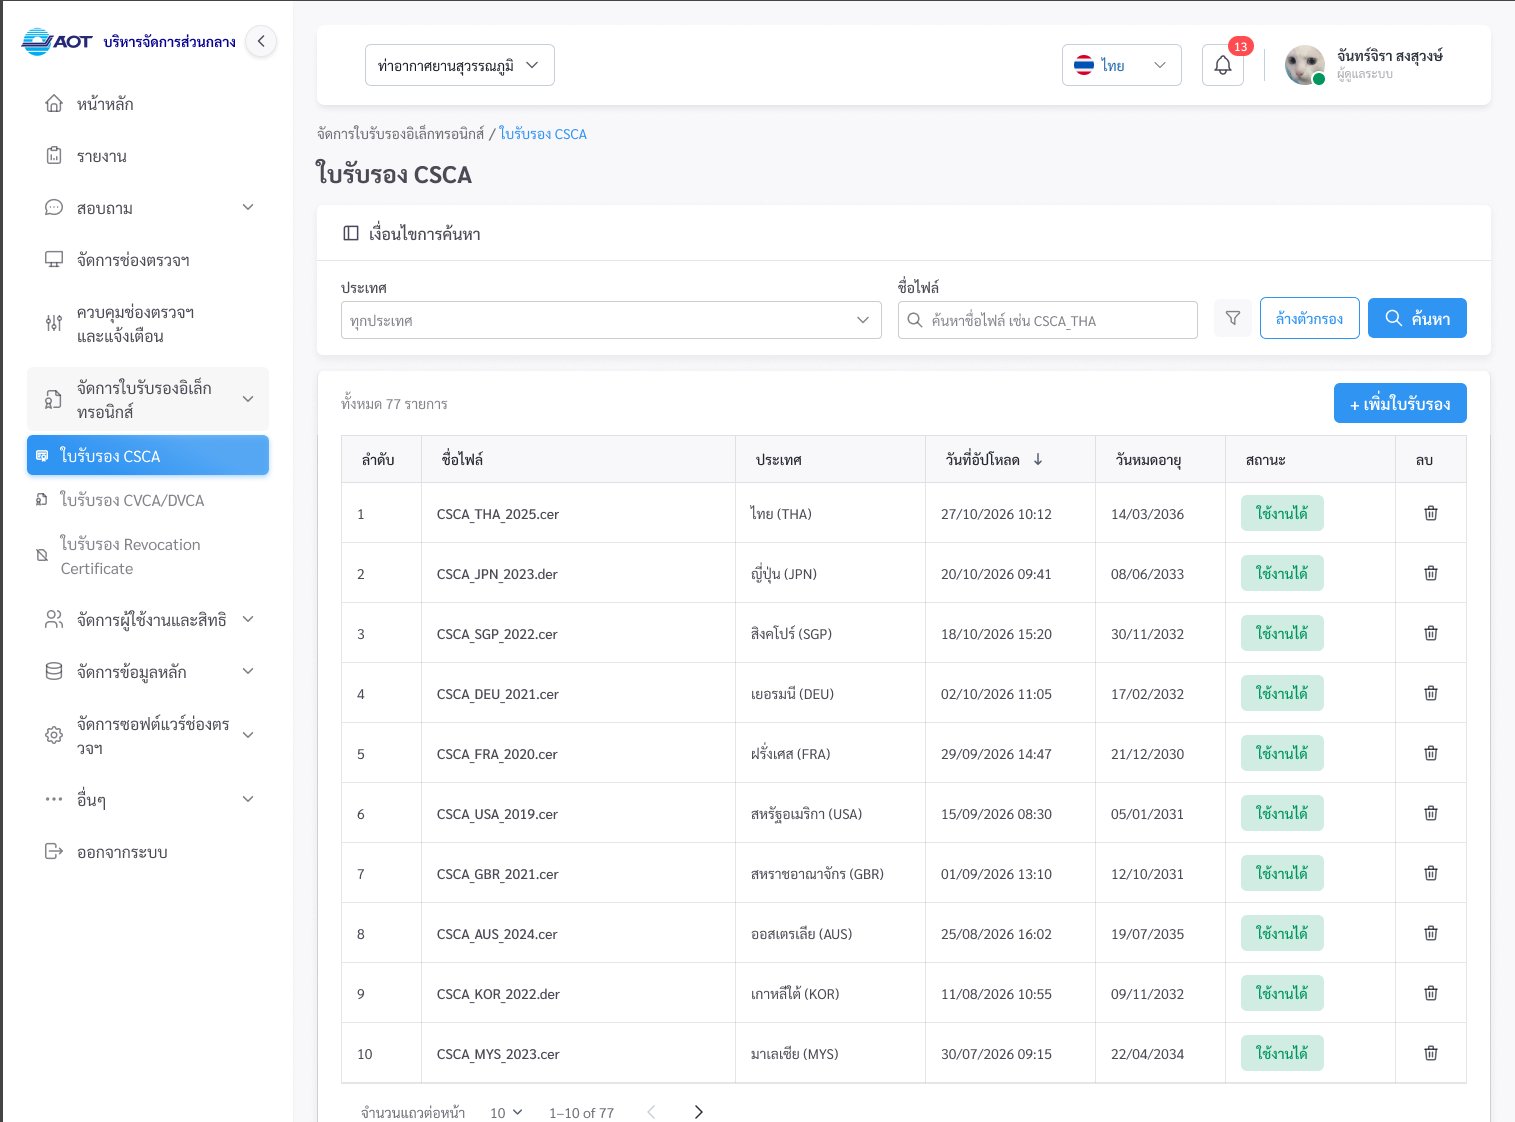 AOT บริหารจัดการส่วนกลาง
หน้าหลัก
รายงาน
สอบถาม
จัดการช่องตรวจฯ
ควบคุมช่องตรวจฯ
และแจ้งเตือน
จัดการใบรับรองอิเล็ก
ทรอนิกส์
ใบรับรอง CSCA
ใบรับรอง CVCA/DVCA
ใบรับรอง Revocation
Certificate
จัดการผู้ใช้งานและสิทธิ
จัดการข้อมูลหลัก
จัดการซอฟต์แวร์ช่องตร
วจฯ
อื่นๆ
ออกจากระบบ
ท่าอากาศยานสุวรรณภูมิ
ไทย
13
จันทร์จิรา สงสุวงษ์
ผู้ดูแลระบบ
จัดการใบรับรองอิเล็กทรอนิกส์ / ใบรับรอง CSCA
ใบรับรอง CSCA
เงื่อนไขการค้นหา
ประเทศ
ทุกประเทศ
ชื่อไฟล์
ค้นหาชื่อไฟล์ เช่น CSCA_THA
ล้างตัวกรอง
ค้นหา
ทั้งหมด 77 รายการ
+ เพิ่มใบรับรอง
ลำดับ ชื่อไฟล์ ประเทศ วันที่อัปโหลด ↓ วันหมดอายุ สถานะ ลบ
1 CSCA_THA_2025.cer ไทย (THA) 27/10/2026 10:12 14/03/2036 ใช้งานได้
2 CSCA_JPN_2023.der ญี่ปุ่น (JPN) 20/10/2026 09:41 08/06/2033 ใช้งานได้
3 CSCA_SGP_2022.cer สิงคโปร์ (SGP) 18/10/2026 15:20 30/11/2032 ใช้งานได้
4 CSCA_DEU_2021.cer เยอรมนี (DEU) 02/10/2026 11:05 17/02/2032 ใช้งานได้
5 CSCA_FRA_2020.cer ฝรั่งเศส (FRA) 29/09/2026 14:47 21/12/2030 ใช้งานได้
6 CSCA_USA_2019.cer สหรัฐอเมริกา (USA) 15/09/2026 08:30 05/01/2031 ใช้งานได้
7 CSCA_GBR_2021.cer สหราชอาณาจักร (GBR) 01/09/2026 13:10 12/10/2031 ใช้งานได้
8 CSCA_AUS_2024.cer ออสเตรเลีย (AUS) 25/08/2026 16:02 19/07/2035 ใช้งานได้
9 CSCA_KOR_2022.der เกาหลีใต้ (KOR) 11/08/2026 10:55 09/11/2032 ใช้งานได้
10 CSCA_MYS_2023.cer มาเลเซีย (MYS) 30/07/2026 09:15 22/04/2034 ใช้งานได้
จำนวนแถวต่อหน้า 10 1–10 of 77